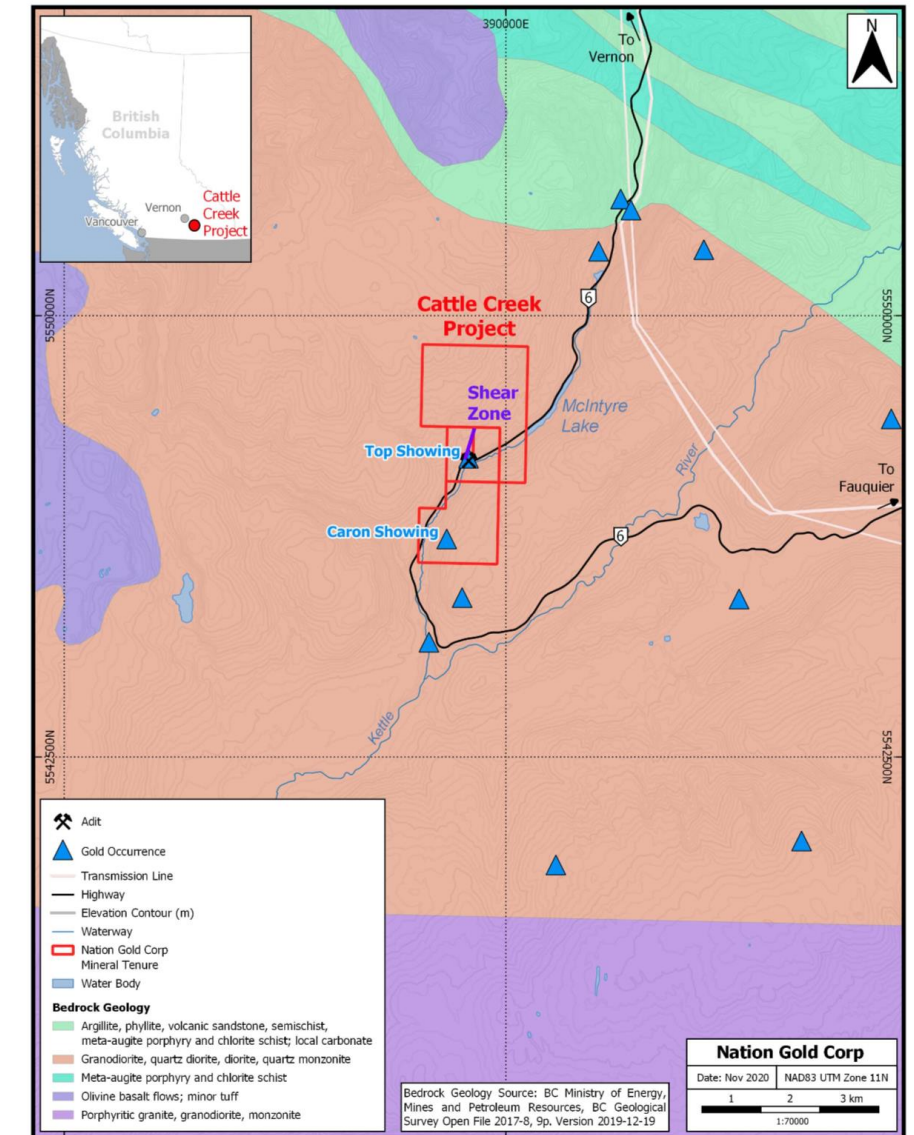 390000E
N
To
Vernon
British
Columbia
Vernon
Vancouver
Cattle
Creek
Project
5550000N
5550000N
6
Cattle Creek
Project
Shear
Zone
McIntyre
Lake
Top Showing
River
To
Fauquier
Caron Showing
6
Kettle
5542500N
5542500N
Adit
Gold Occurrence
Transmission Line
Highway
Elevation Contour (m)
Waterway
Nation Gold Corp
Mineral Tenure
Water Body
Bedrock Geology
Argillite, phyllite, volcanic sandstone, semischist,
meta-augite porphyry and chlorite schist; local carbonate
Granodiorite, quartz diorite, diorite, quartz monzonite
Meta-augite porphyry and chlorite schist
Olivine basalt flows; minor tuff
Porphyritic granite, granodiorite, monzonite
Bedrock Geology Source: BC Ministry of Energy,
Mines and Petroleum Resources, BC Geological
Survey Open File 2017-8, 9p. Version 2019-12-19
Nation Gold Corp
Date: Nov 2020 NAD83 UTM Zone 11N
1 2 3 km
1:70000